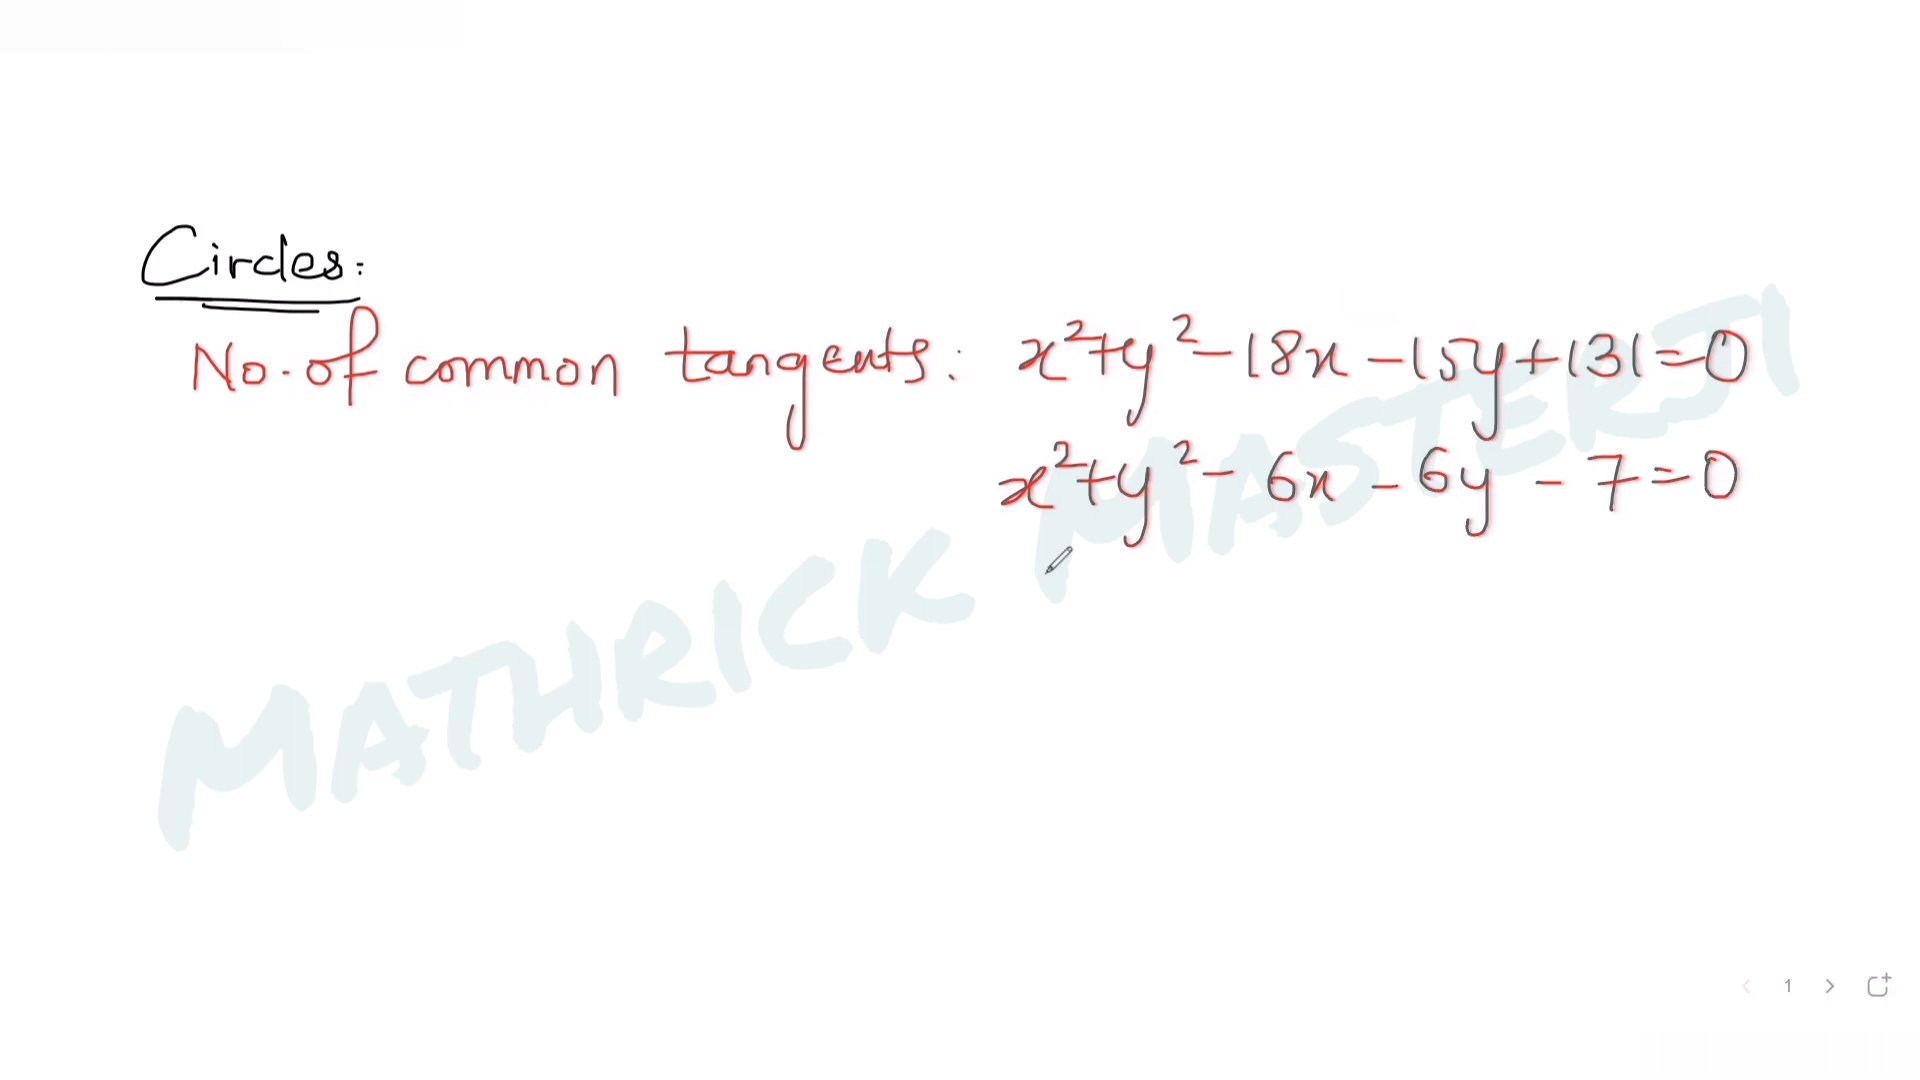 Circles:
No. of common tangents: x²+y²-18x-15y+131=0
x²+y²-6x-6y-7=0
MATHRICK MASTERJI
1